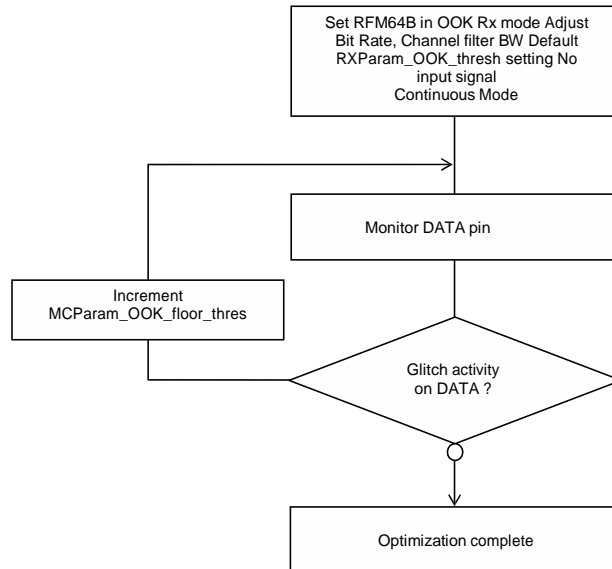 Set RFM64B in OOK Rx mode Adjust
Bit Rate, Channel filter BW Default
RXParam_OOK_thresh setting No
input signal
Continuous Mode
Monitor DATA pin
Increment
MCParam_OOK_floor_thres
Glitch activity
on DATA ?
Optimization complete